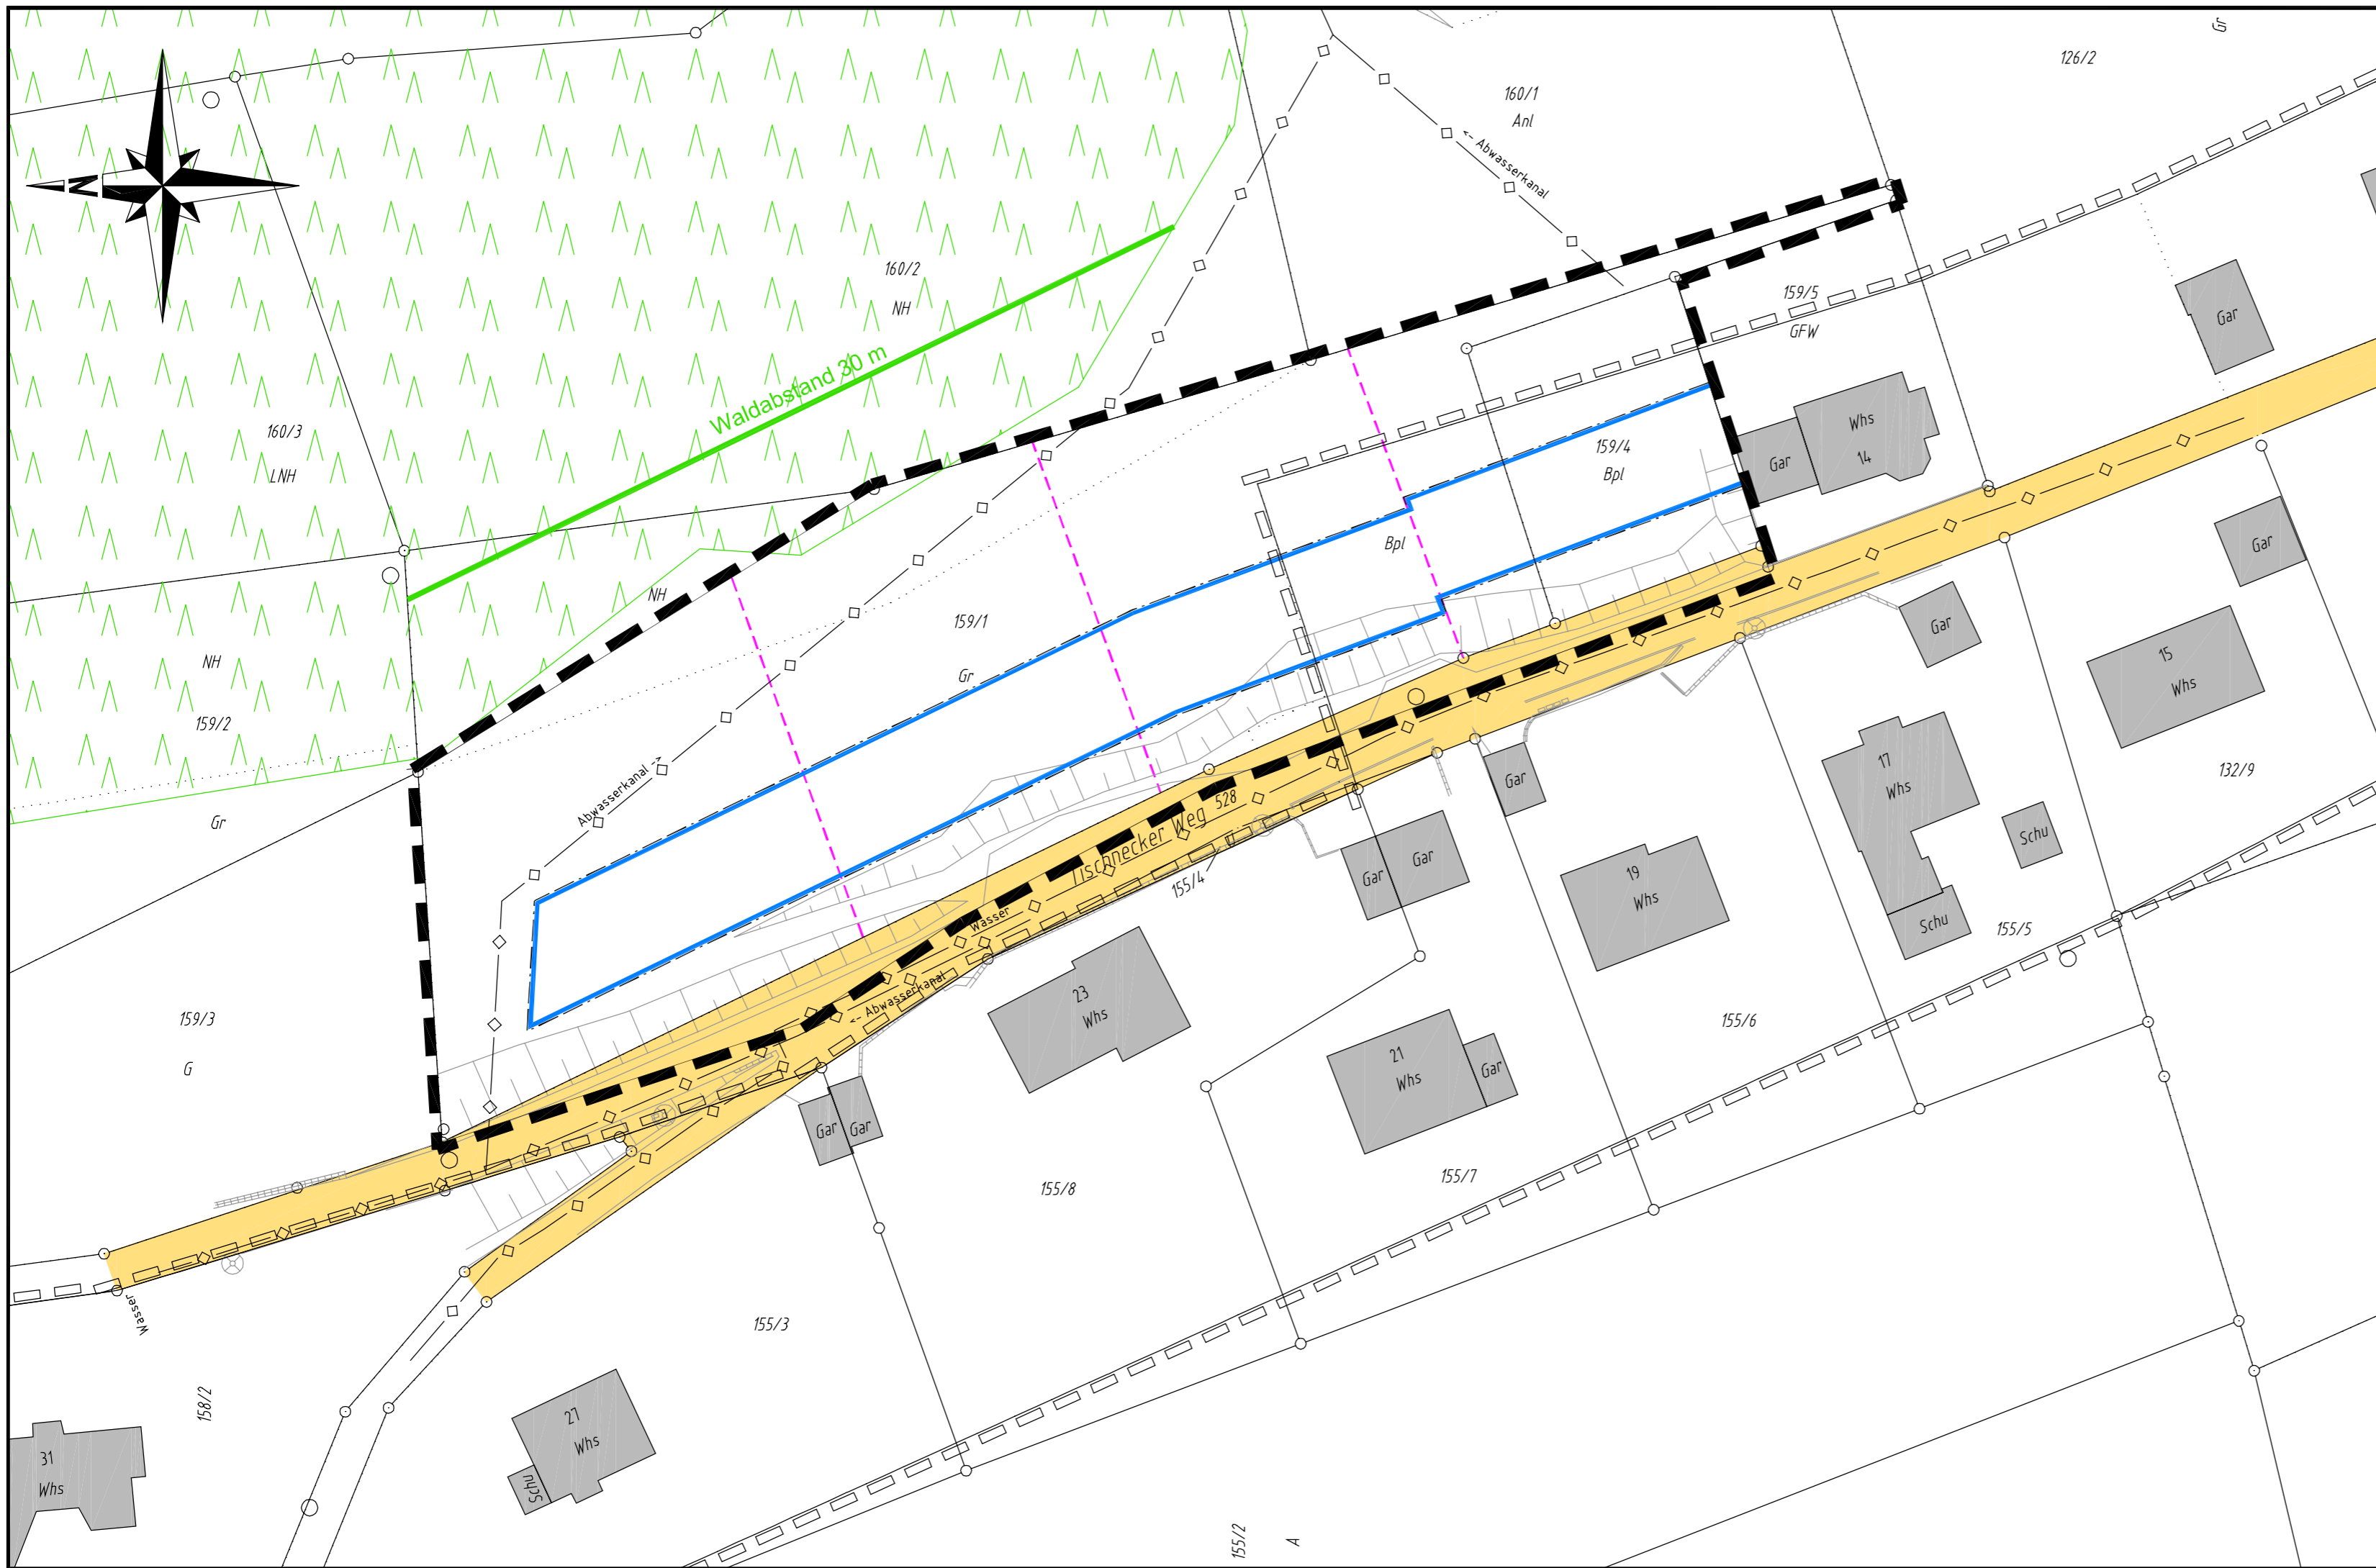 Gr
126/2
160/1
Anl
<- Abwasserkanal
N
160/2
NH
159/5
GFW
Gar
Waldabstand 30 m
160/3
LNH
Whs
14
Gar
159/4
Bpl
Bpl
Gar
NH
159/1
Gr
Gar
15
Whs
NH
159/2
Gr
Abwasserkanal ->
528
Tischnecker Weg
155/4
Gar
17
Whs
132/9
Schu
Gar
Gar
19
Whs
Schu
155/5
Wasser
<- Abwasserkanal
23
Whs
159/3
G
155/6
21
Whs
Gar
Gar
Gar
155/8
155/7
Wasser
155/3
158/2
27
Whs
Schu
31
Whs
155/2
A